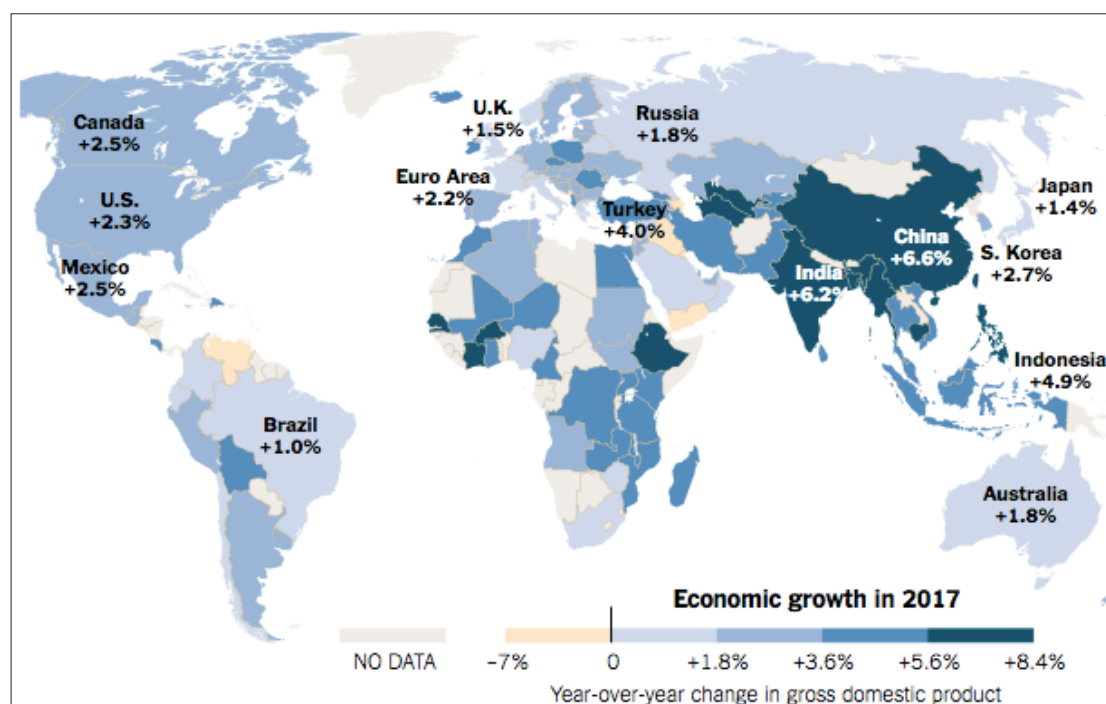 Canada
+2.5%
U.S.
+2.3%
Mexico
+2.5%
Brazil
+1.0%
U.K.
+1.5%
Euro Area
+2.2%
Russia
+1.8%
Turkey
+4.0%
China
+6.6%
India
+6.2%
Japan
+1.4%
S. Korea
+2.7%
Indonesia
+4.9%
Australia
+1.8%
Economic growth in 2017
NO DATA
−7% 0 +1.8% +3.6% +5.6% +8.4%
Year-over-year change in gross domestic product